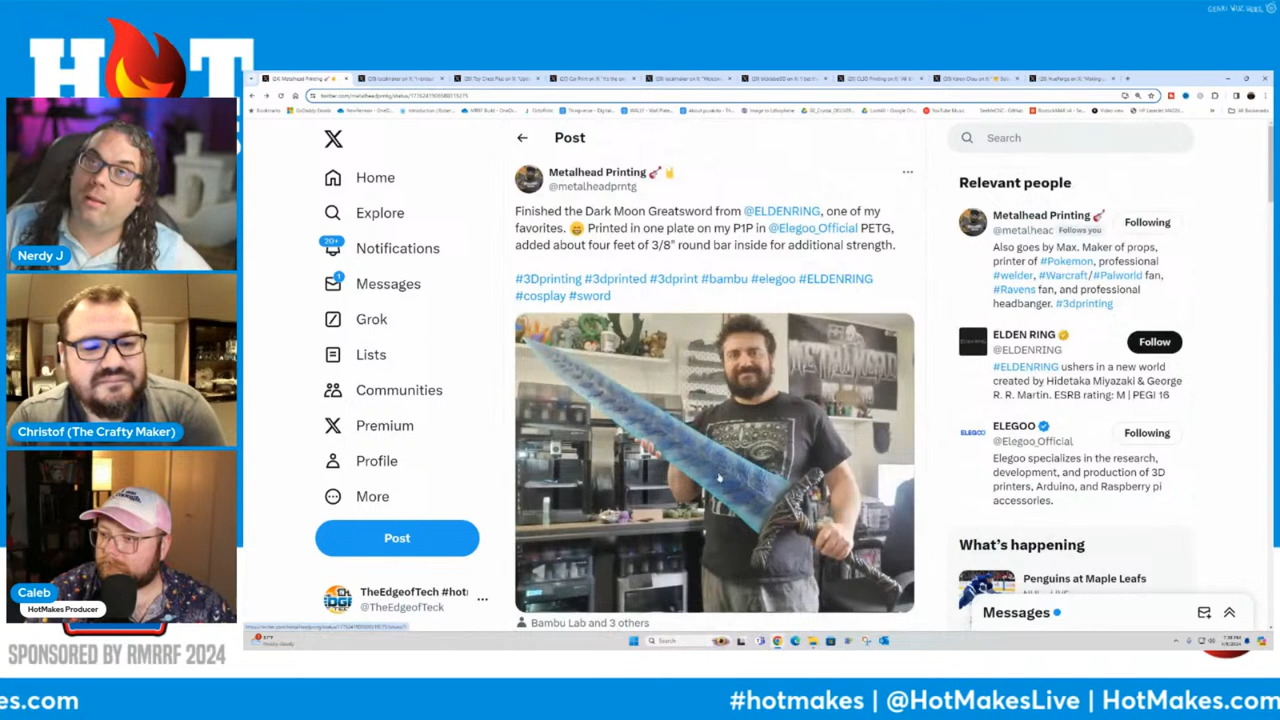 H T
Nerdy J
Christof (The Crafty Maker)
Caleb
HotMakes Producer
SPONSORED BY RMRRF 2024
Post
Metalhead Printing
@metalheadprntg
Finished the Dark Moon Greatsword from @ELDENRING, one of my
favorites. Printed in one plate on my P1P in @Elegoo_Official PETG,
added about four feet of 3/8" round bar inside for additional strength.
#3Dprinting #3dprinted #3dprint #bambu #elegoo #ELDENRING
#cosplay #sword
METALHEAD
Bambu Lab and 3 others
Home
Explore
20+
Notifications
1
Messages
Grok
Lists
Communities
Premium
Profile
More
Post
TheEdgeofTech #hot
@TheEdgeofTech
Search
Relevant people
Metalhead Printing
@metalheac Follows you
Following
Also goes by Max. Maker of props,
printer of #Pokemon, professional
#welder, #Warcraft/#Palworld fan,
#Ravens fan, and professional
headbanger. #3dprinting
ELDEN RING
@ELDENRING
Follow
#ELDENRING ushers in a new world
created by Hidetaka Miyazaki & George
R. R. Martin. ESRB rating: M | PEGI 16
ELEGOO
@Elegoo_Official
Following
Elegoo specializes in the research,
development, and production of 3D
printers, Arduino, and Raspberry pi
accessories.
What's happening
Penguins at Maple Leafs
Messages
Search
es.com
#hotmakes | @HotMakesLive | HotMakes.com